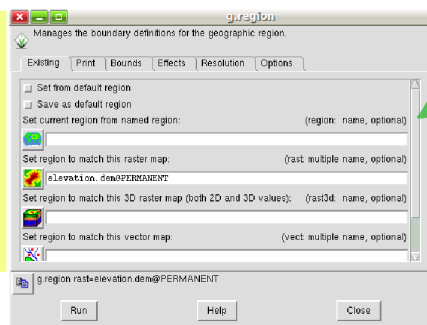 g.region
Manages the boundary definitions for the geographic region.
Existing Print Bounds Effects Resolution Options
Set from default region
Save as default region
Set current region from named region: (region: name, optional)
Set region to match this raster map: (rast: multiple name, optional)
elevation.dem@PERMANENT
Set region to match this 3D raster map (both 2D and 3D values): (rast3d: name, optional)
Set region to match this vector map: (vect: multiple name, optional)
g.region rast=elevation.dem@PERMANENT
Run Help Close